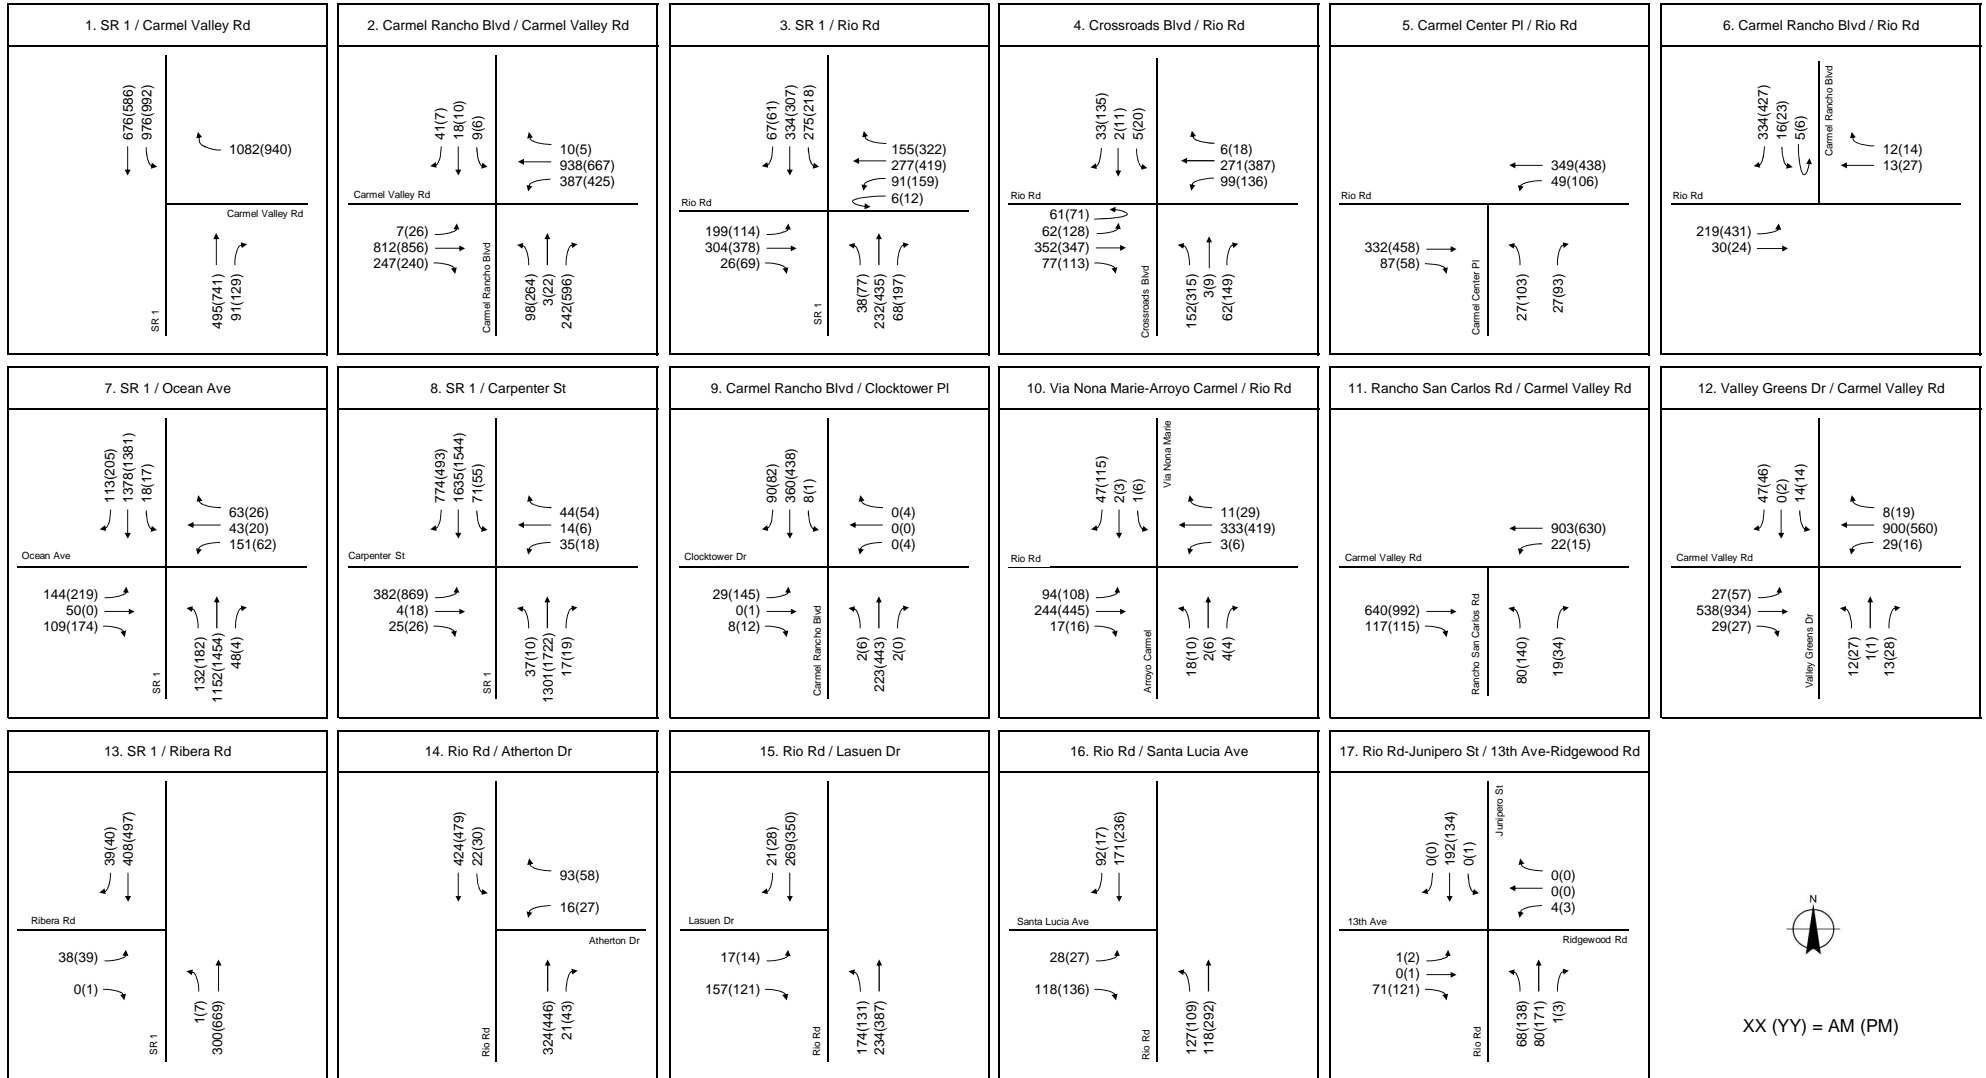 1. SR 1 / Carmel Valley Rd
676(586)
976(992)
1082(940)
Carmel Valley Rd
SR 1
495(741)
91(129)
2. Carmel Rancho Blvd / Carmel Valley Rd
41(7)
18(10)
9(6)
10(5)
938(667)
387(425)
Carmel Valley Rd
7(26)
812(856)
247(240)
Carmel Rancho Blvd
98(264)
3(22)
242(596)
3. SR 1 / Rio Rd
67(61)
334(307)
275(218)
155(322)
277(419)
91(159)
6(12)
Rio Rd
199(114)
304(378)
26(69)
SR 1
38(77)
232(435)
68(197)
4. Crossroads Blvd / Rio Rd
33(135)
2(11)
5(20)
6(18)
271(387)
99(136)
Rio Rd
61(71)
62(128)
352(347)
77(113)
Crossroads Blvd
152(315)
3(9)
62(149)
5. Carmel Center Pl / Rio Rd
349(438)
49(106)
Rio Rd
332(458)
87(58)
Carmel Center Pl
27(103)
27(93)
6. Carmel Rancho Blvd / Rio Rd
334(427)
16(23)
5(6)
Carmel Rancho Blvd
12(14)
13(27)
Rio Rd
219(431)
30(24)
7. SR 1 / Ocean Ave
113(205)
1378(1381)
18(17)
63(26)
43(20)
151(62)
Ocean Ave
144(219)
50(0)
109(174)
SR 1
132(182)
1152(1454)
48(4)
8. SR 1 / Carpenter St
774(493)
1635(1544)
71(55)
44(54)
14(6)
35(18)
Carpenter St
382(869)
4(18)
25(26)
SR 1
37(10)
1301(1722)
17(19)
9. Carmel Rancho Blvd / Clocktower Pl
90(82)
360(438)
8(1)
0(4)
0(0)
0(4)
Clocktower Dr
29(145)
0(1)
8(12)
Carmel Rancho Blvd
2(6)
223(443)
2(0)
10. Via Nona Marie-Arroyo Carmel / Rio Rd
47(115)
2(3)
1(6)
Via Nona Marie
11(29)
333(419)
3(6)
Rio Rd
94(108)
244(445)
17(16)
Arroyo Carmel
18(10)
2(6)
4(4)
11. Rancho San Carlos Rd / Carmel Valley Rd
903(630)
22(15)
Carmel Valley Rd
640(992)
117(115)
Rancho San Carlos Rd
80(140)
19(34)
12. Valley Greens Dr / Carmel Valley Rd
47(46)
0(2)
14(14)
8(19)
900(560)
29(16)
Carmel Valley Rd
27(57)
538(934)
29(27)
Valley Greens Dr
12(27)
1(1)
13(28)
13. SR 1 / Ribera Rd
39(40)
408(497)
Ribera Rd
38(39)
0(1)
SR 1
1(7)
300(669)
14. Rio Rd / Atherton Dr
424(479)
22(30)
93(58)
16(27)
Atherton Dr
Rio Rd
324(446)
21(43)
15. Rio Rd / Lasuen Dr
21(28)
269(350)
Lasuen Dr
17(14)
157(121)
Rio Rd
174(131)
234(387)
16. Rio Rd / Santa Lucia Ave
92(17)
171(236)
Santa Lucia Ave
28(27)
118(136)
Rio Rd
127(109)
118(292)
17. Rio Rd-Junipero St / 13th Ave-Ridgewood Rd
0(0)
192(134)
0(1)
Junipero St
0(0)
0(0)
4(3)
13th Ave
Ridgewood Rd
1(2)
0(1)
71(121)
Rio Rd
68(138)
80(171)
1(3)
N
XX (YY) = AM (PM)